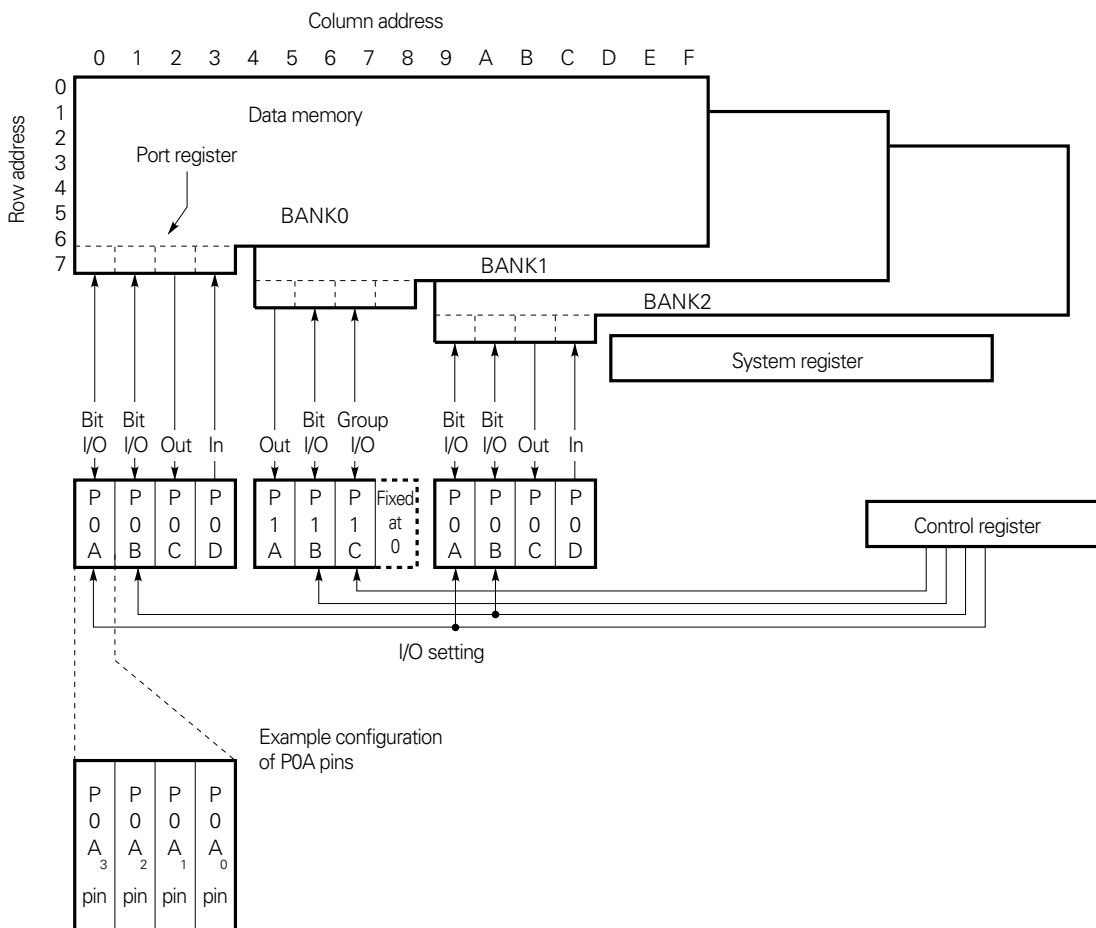 Column address
0 1 2 3 4 5 6 7 8 9 A B C D E F
Row address
0
1
2
3
4
5
6
7
Data memory
Port register
BANK0
BANK1
BANK2
System register
Bit I/O
Bit I/O
Out
In
Out
Bit I/O
Group I/O
Bit I/O
Bit I/O
Out
In
P0A
P0B
P0C
P0D
P1A
P1B
P1C
Fixed at 0
P0A
P0B
P0C
P0D
Control register
I/O setting
Example configuration
of P0A pins
P0A3 pin
P0A2 pin
P0A1 pin
P0A0 pin